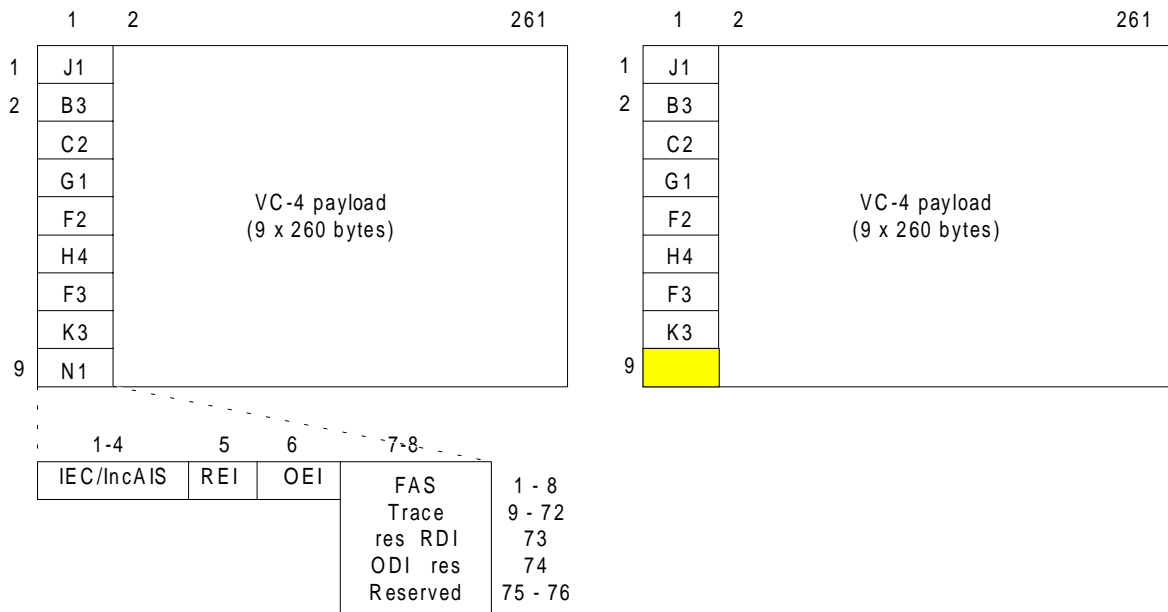 1 2 261
1 J1
2 B3
C2
G1
F2
H4
F3
K3
9 N1
VC-4 payload
(9 x 260 bytes)
1-4 5 6 7-8
IEC/IncAIS REI OEI FAS 1 - 8
Trace 9 - 72
res RDI 73
ODI res 74
Reserved 75 - 76
1 2 261
1 J1
2 B3
C2
G1
F2
H4
F3
K3
9
VC-4 payload
(9 x 260 bytes)